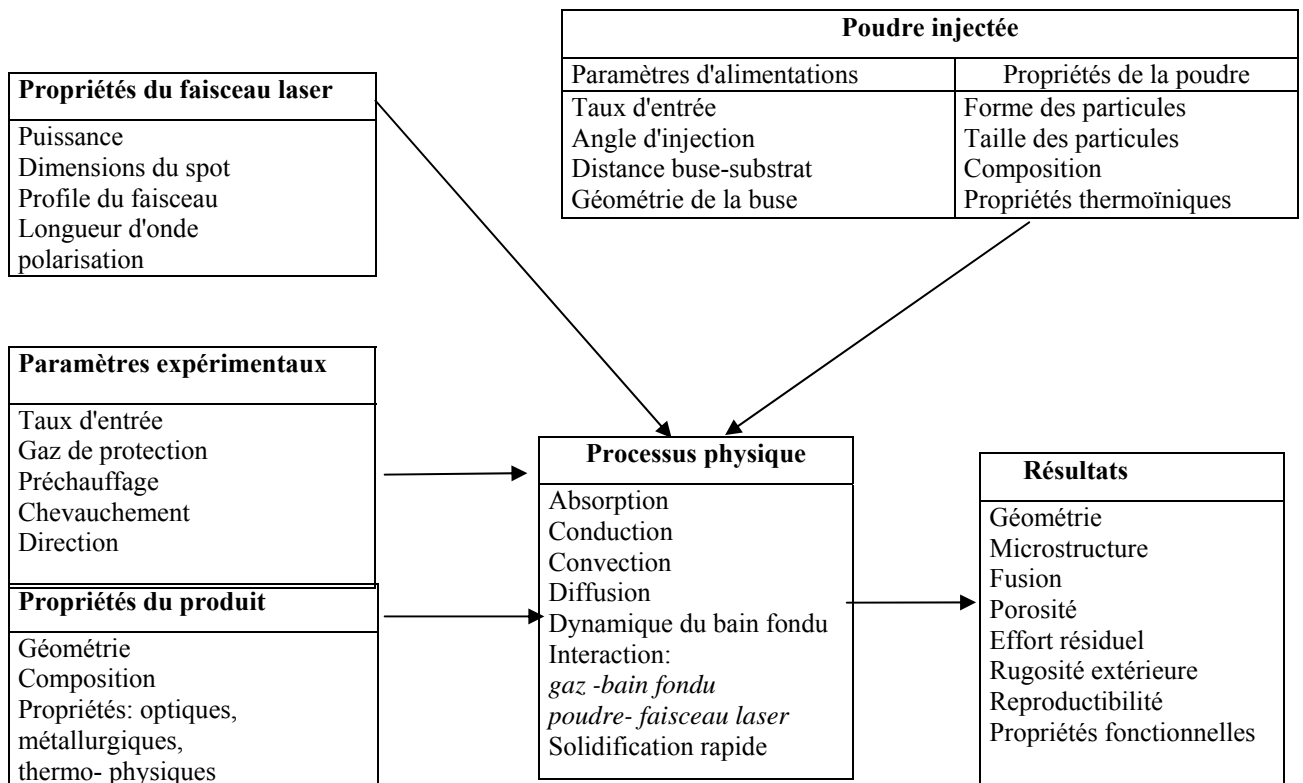 Poudre injectée
Paramètres d'alimentations
Propriétés de la poudre
Taux d'entrée
Angle d'injection
Distance buse-substrat
Géométrie de la buse
Forme des particules
Taille des particules
Composition
Propriétés thermoïniques
Propriétés du faisceau laser
Puissance
Dimensions du spot
Profile du faisceau
Longueur d'onde
polarisation
Paramètres expérimentaux
Taux d'entrée
Gaz de protection
Préchauffage
Chevauchement
Direction
Propriétés du produit
Géométrie
Composition
Propriétés: optiques,
métallurgiques,
thermo- physiques
Processus physique
Absorption
Conduction
Convection
Diffusion
Dynamique du bain fondu
Interaction:
gaz -bain fondu
poudre- faisceau laser
Solidification rapide
Résultats
Géométrie
Microstructure
Fusion
Porosité
Effort résiduel
Rugosité extérieure
Reproductibilité
Propriétés fonctionnelles